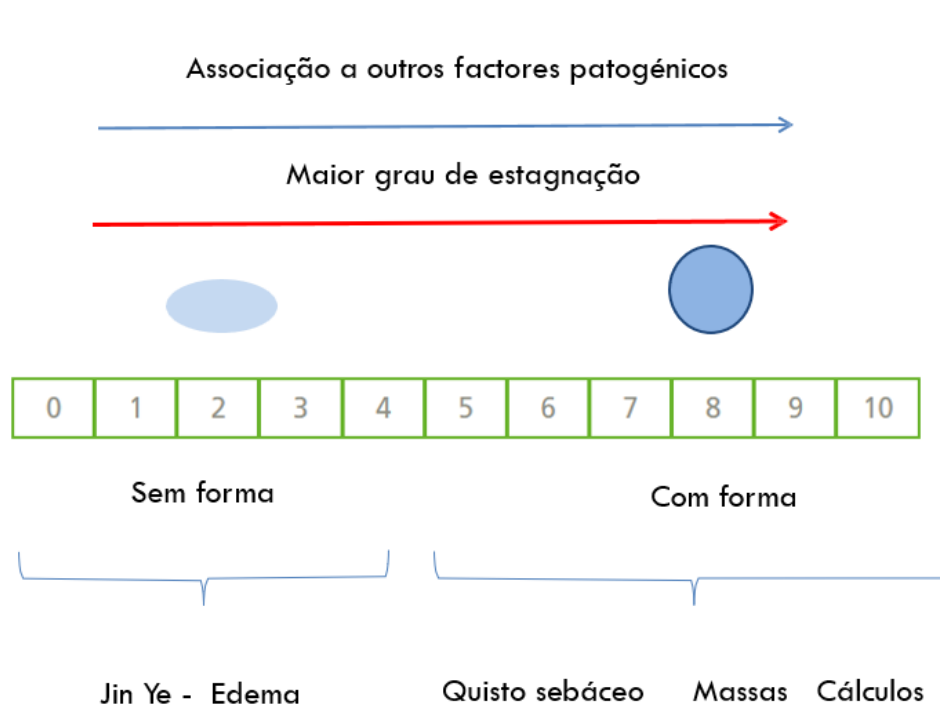 Associação a outros factores patogénicos
Maior grau de estagnação
0 1 2 3 4 5 6 7 8 9 10
Sem forma Com forma
Jin Ye - Edema Quisto sebáceo Massas Cálculos